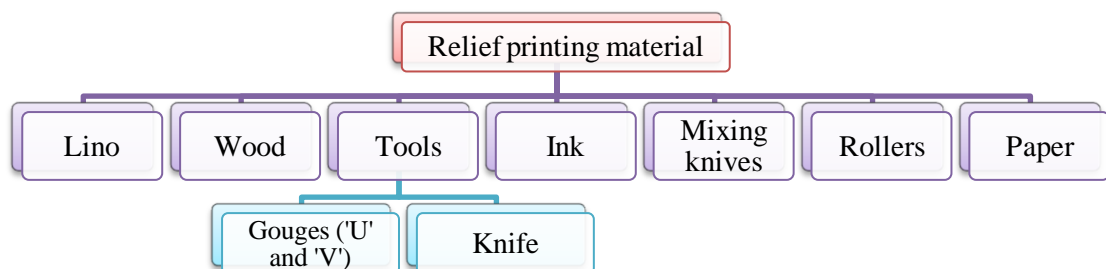 Relief printing material
Lino
Wood
Tools
Ink
Mixing
knives
Rollers
Paper
Gouges ('U'
and 'V')
Knife